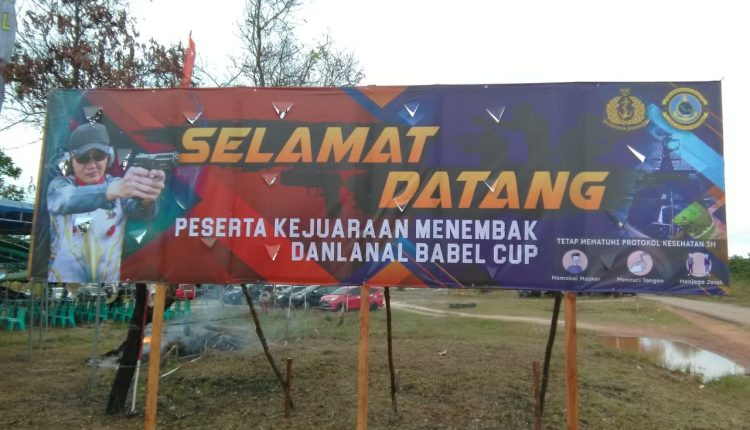 SELAMAT
DATANG
PESERTA KEJUARAAN MENEMBAK
DANLANAL BABEL CUP
TETAP MEMATUHI PROTOKOL KESEHATAN 3M
Memakai Masker
Mencuci Tangan
Menjaga Jarak